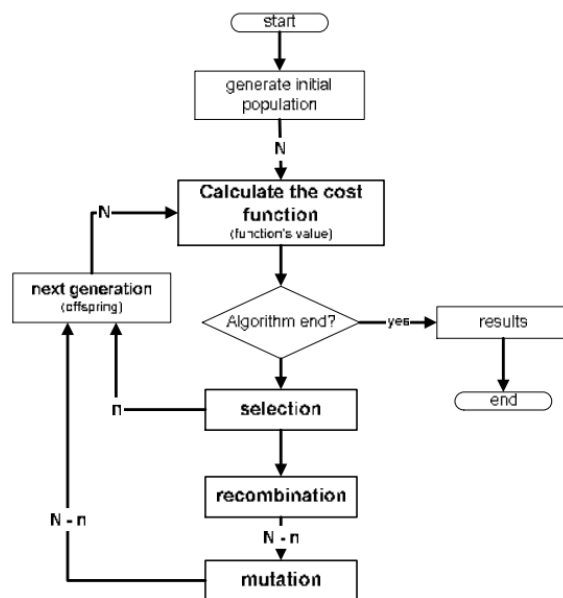 start
generate initial
population
N
Calculate the cost
function
(function's value)
N
next generation
(offspring)
Algorithm end?
yes
results
end
n
selection
recombination
N - n
N - n
mutation